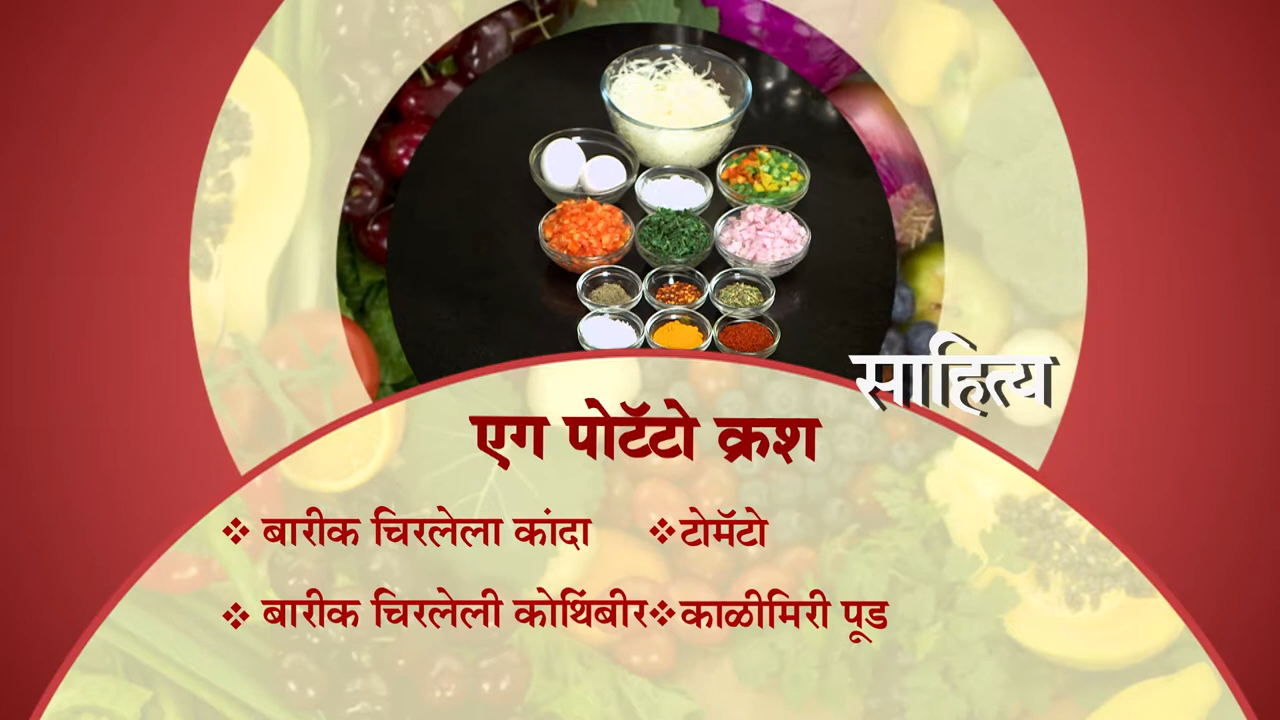 साहित्य
एग पोटॅटो क्रश
❖ बारीक चिरलेला कांदा ❖ टोमॅटो
❖ बारीक चिरलेली कोथिंबीर ❖ काळीमिरी पूड